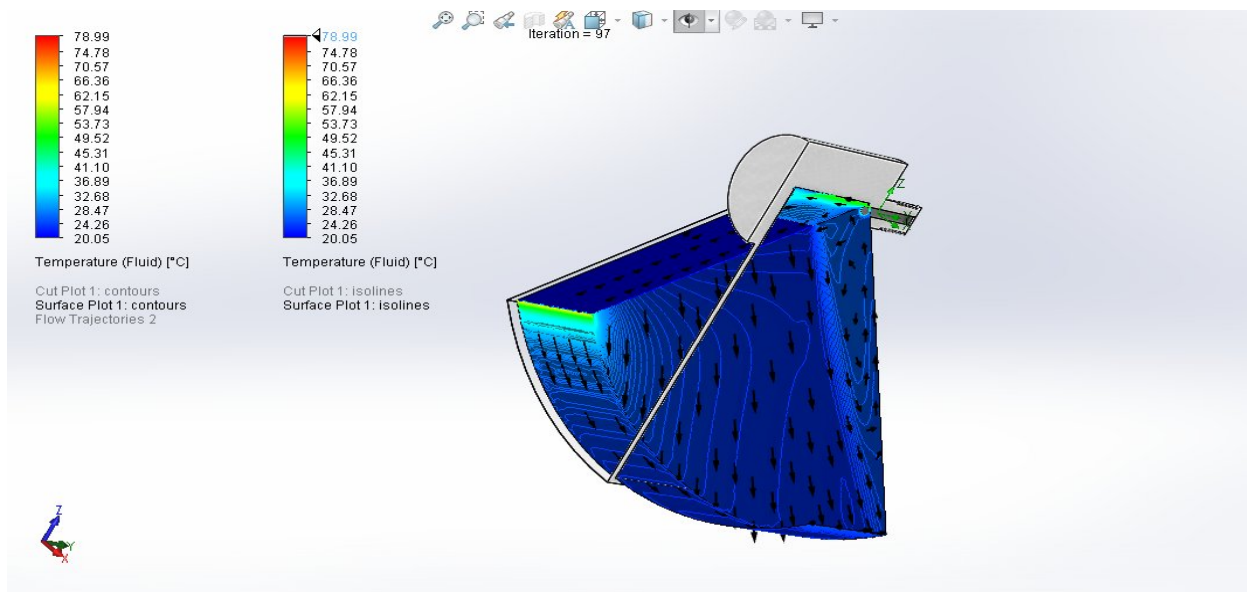 Iteration = 97
78.99
74.78
70.57
66.36
62.15
57.94
53.73
49.52
45.31
41.10
36.89
32.68
28.47
24.26
20.05
Temperature (Fluid) [°C]
Cut Plot 1: contours
Surface Plot 1: contours
Flow Trajectories 2
78.99
74.78
70.57
66.36
62.15
57.94
53.73
49.52
45.31
41.10
36.89
32.68
28.47
24.26
20.05
Temperature (Fluid) [°C]
Cut Plot 1: isolines
Surface Plot 1: isolines
Z
Z
Y
X